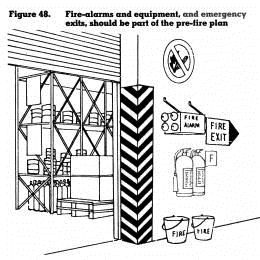 Figure 48. Fire-alarms and equipment, and emergency
exits, should be part of the pre-fire plan
FIRE
ALARM
FIRE
EXIT
F
FIRE
FIRE